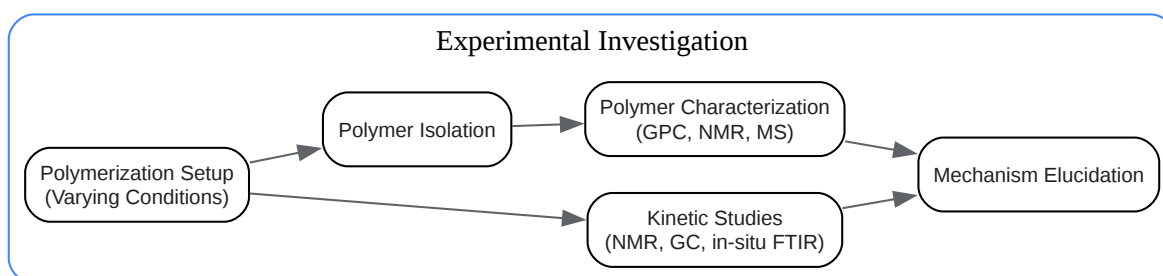 Experimental Investigation
Polymerization Setup
(Varying Conditions)
Polymer Isolation
Polymer Characterization
(GPC, NMR, MS)
Kinetic Studies
(NMR, GC, in-situ FTIR)
Mechanism Elucidation